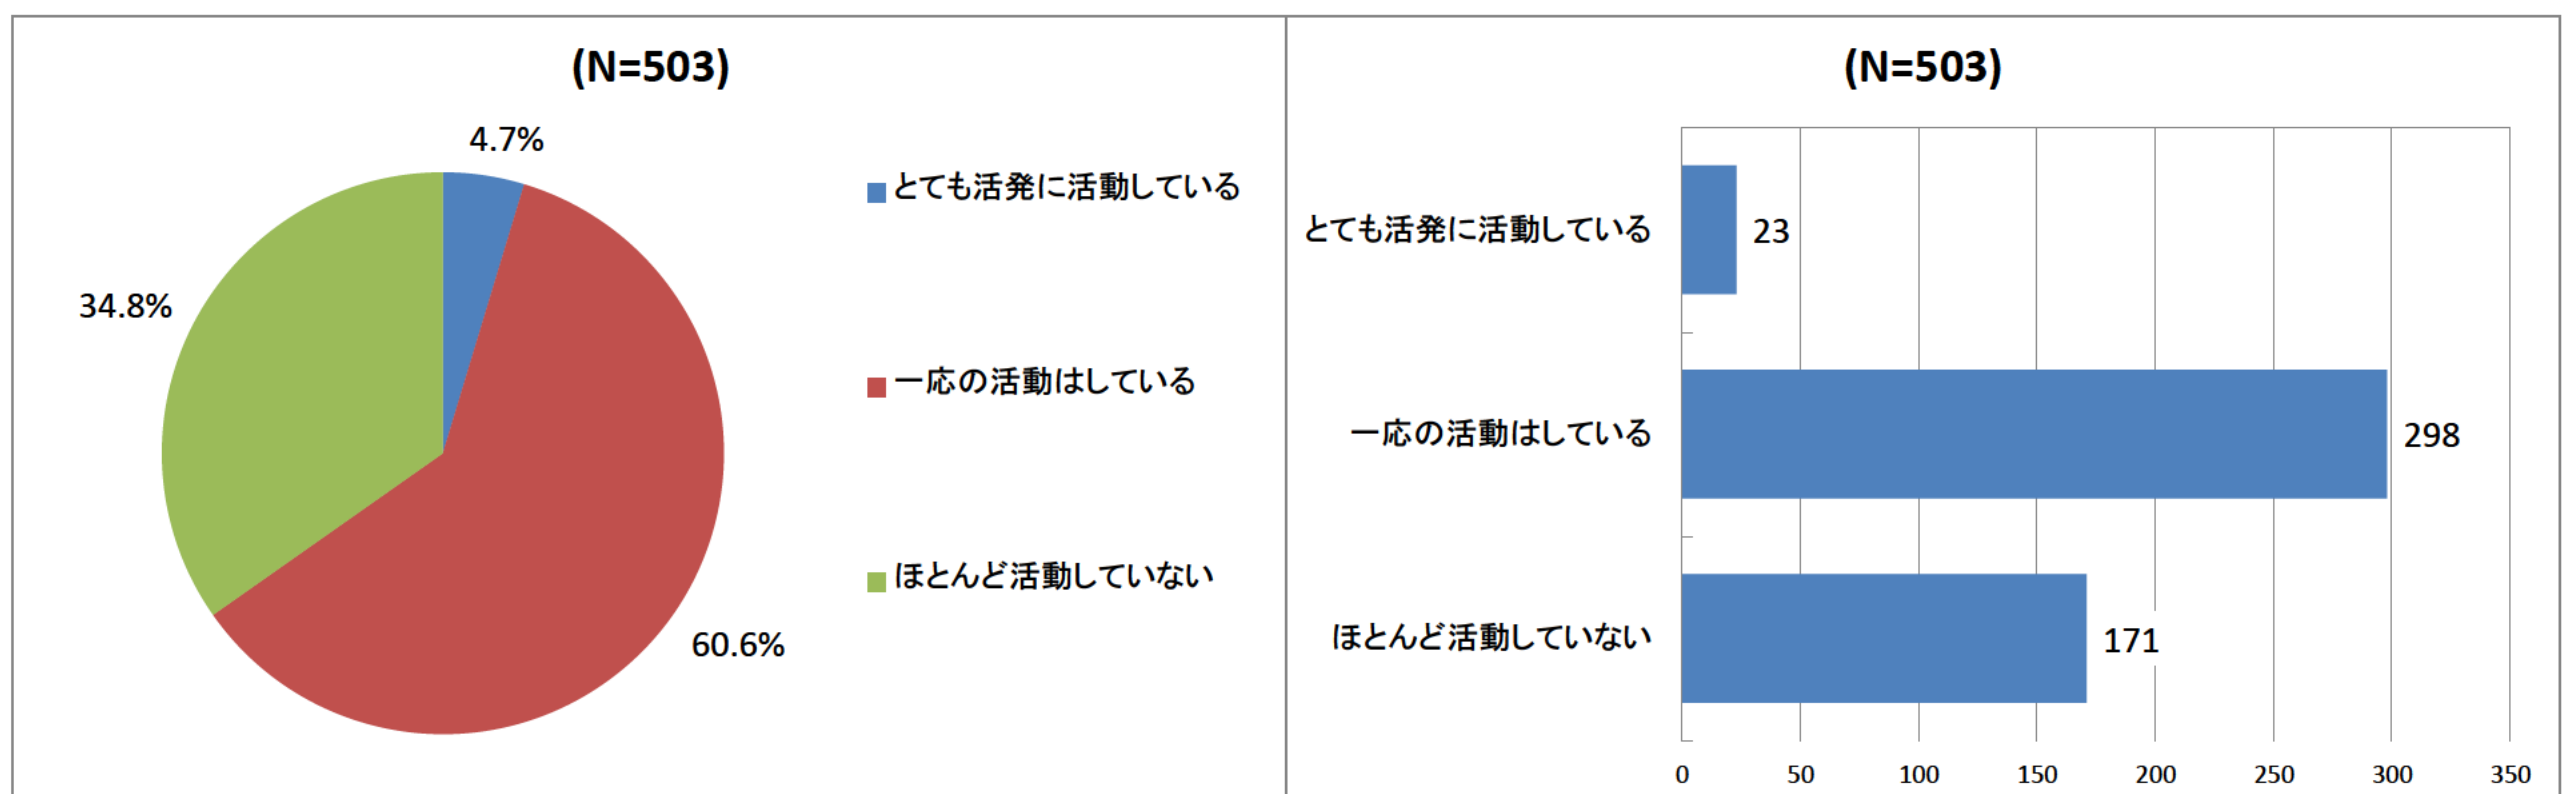 (N=503)
4.7%
34.8%
60.6%
とても活発に活動している
一応の活動はしている
ほとんど活動していない
(N=503)
とても活発に活動している
23
一応の活動はしている
298
ほとんど活動していない
171
0 50 100 150 200 250 300 350